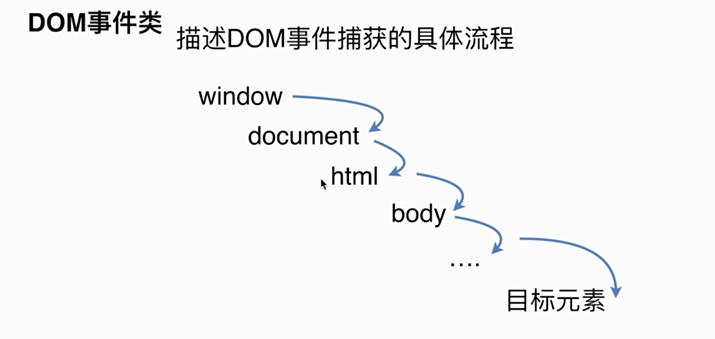 DOM事件类
描述DOM事件捕获的具体流程
window
document
html
body
....
目标元素